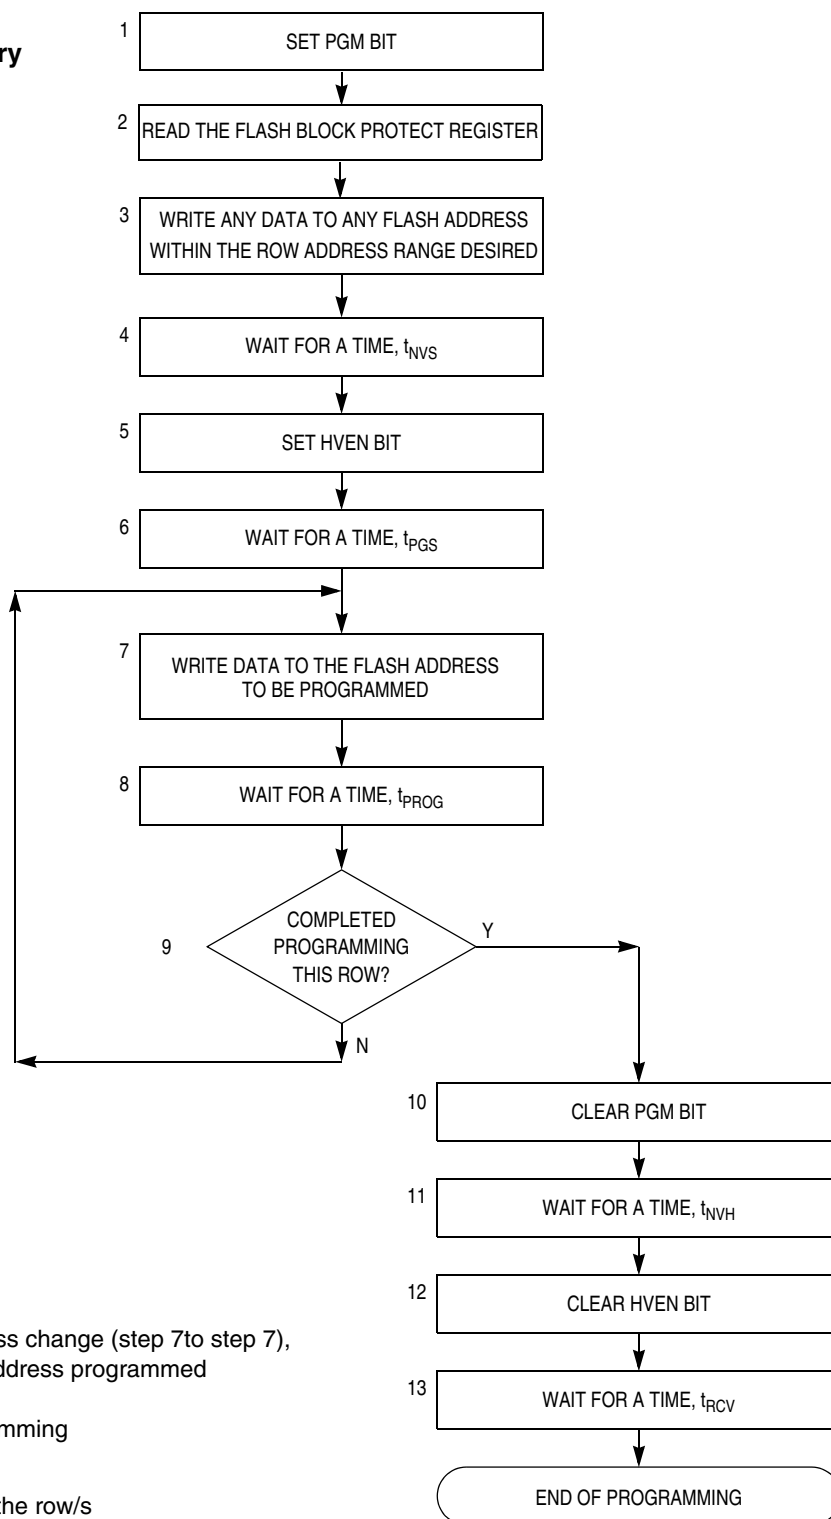 ry
1
SET PGM BIT
2
READ THE FLASH BLOCK PROTECT REGISTER
3
WRITE ANY DATA TO ANY FLASH ADDRESS
WITHIN THE ROW ADDRESS RANGE DESIRED
4
WAIT FOR A TIME, tNVS
5
SET HVEN BIT
6
WAIT FOR A TIME, tPGS
7
WRITE DATA TO THE FLASH ADDRESS
TO BE PROGRAMMED
8
WAIT FOR A TIME, tPROG
9
COMPLETED
PROGRAMMING
THIS ROW?
Y
N
10
CLEAR PGM BIT
11
WAIT FOR A TIME, tNVH
12
CLEAR HVEN BIT
13
WAIT FOR A TIME, tRCV
END OF PROGRAMMING
ss change (step 7to step 7),
ddress programmed
mming
the row/s